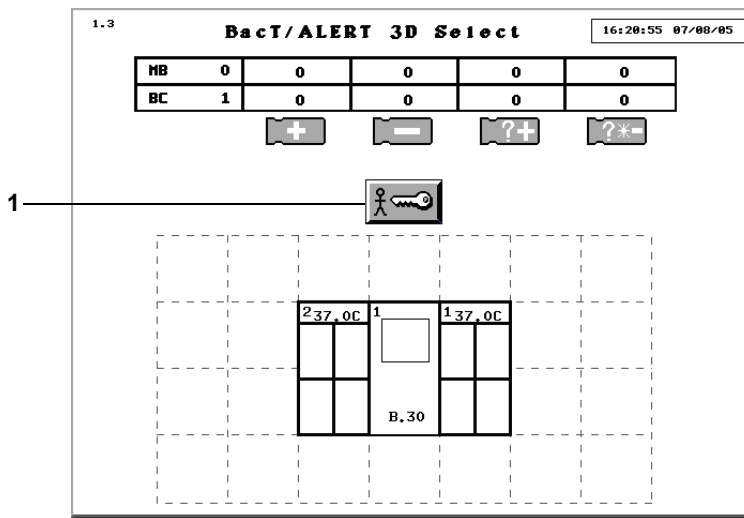 1.3 BacT/ALERT 3D Select 16:20:55 07/08/05
MB 0 0 0 0 0
BC 1 0 0 0 0
+ − ?+ ?*-
1
2 37.0C 1 1 37.0C
B.30